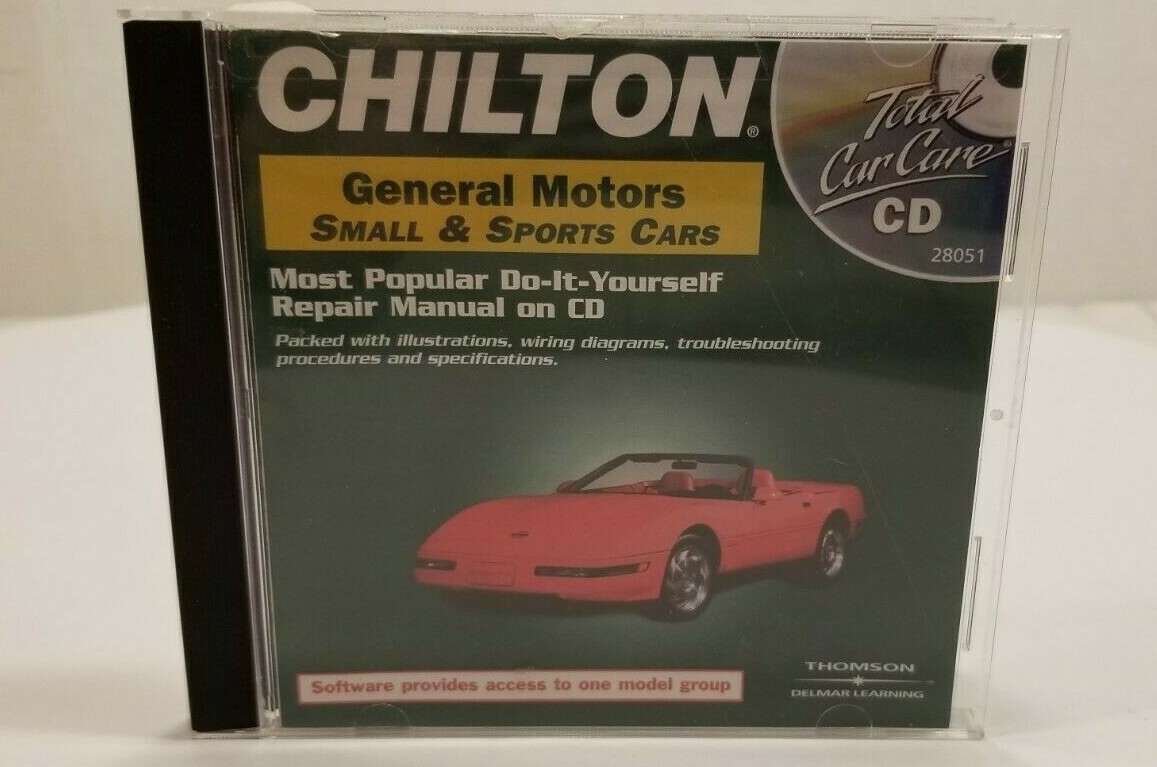 CHILTON®
Total
Car Care®
CD
28051
General Motors
SMALL & SPORTS CARS
Most Popular Do-It-Yourself
Repair Manual on CD
Packed with illustrations, wiring diagrams, troubleshooting
procedures and specifications.
Software provides access to one model group
THOMSON
DELMAR LEARNING